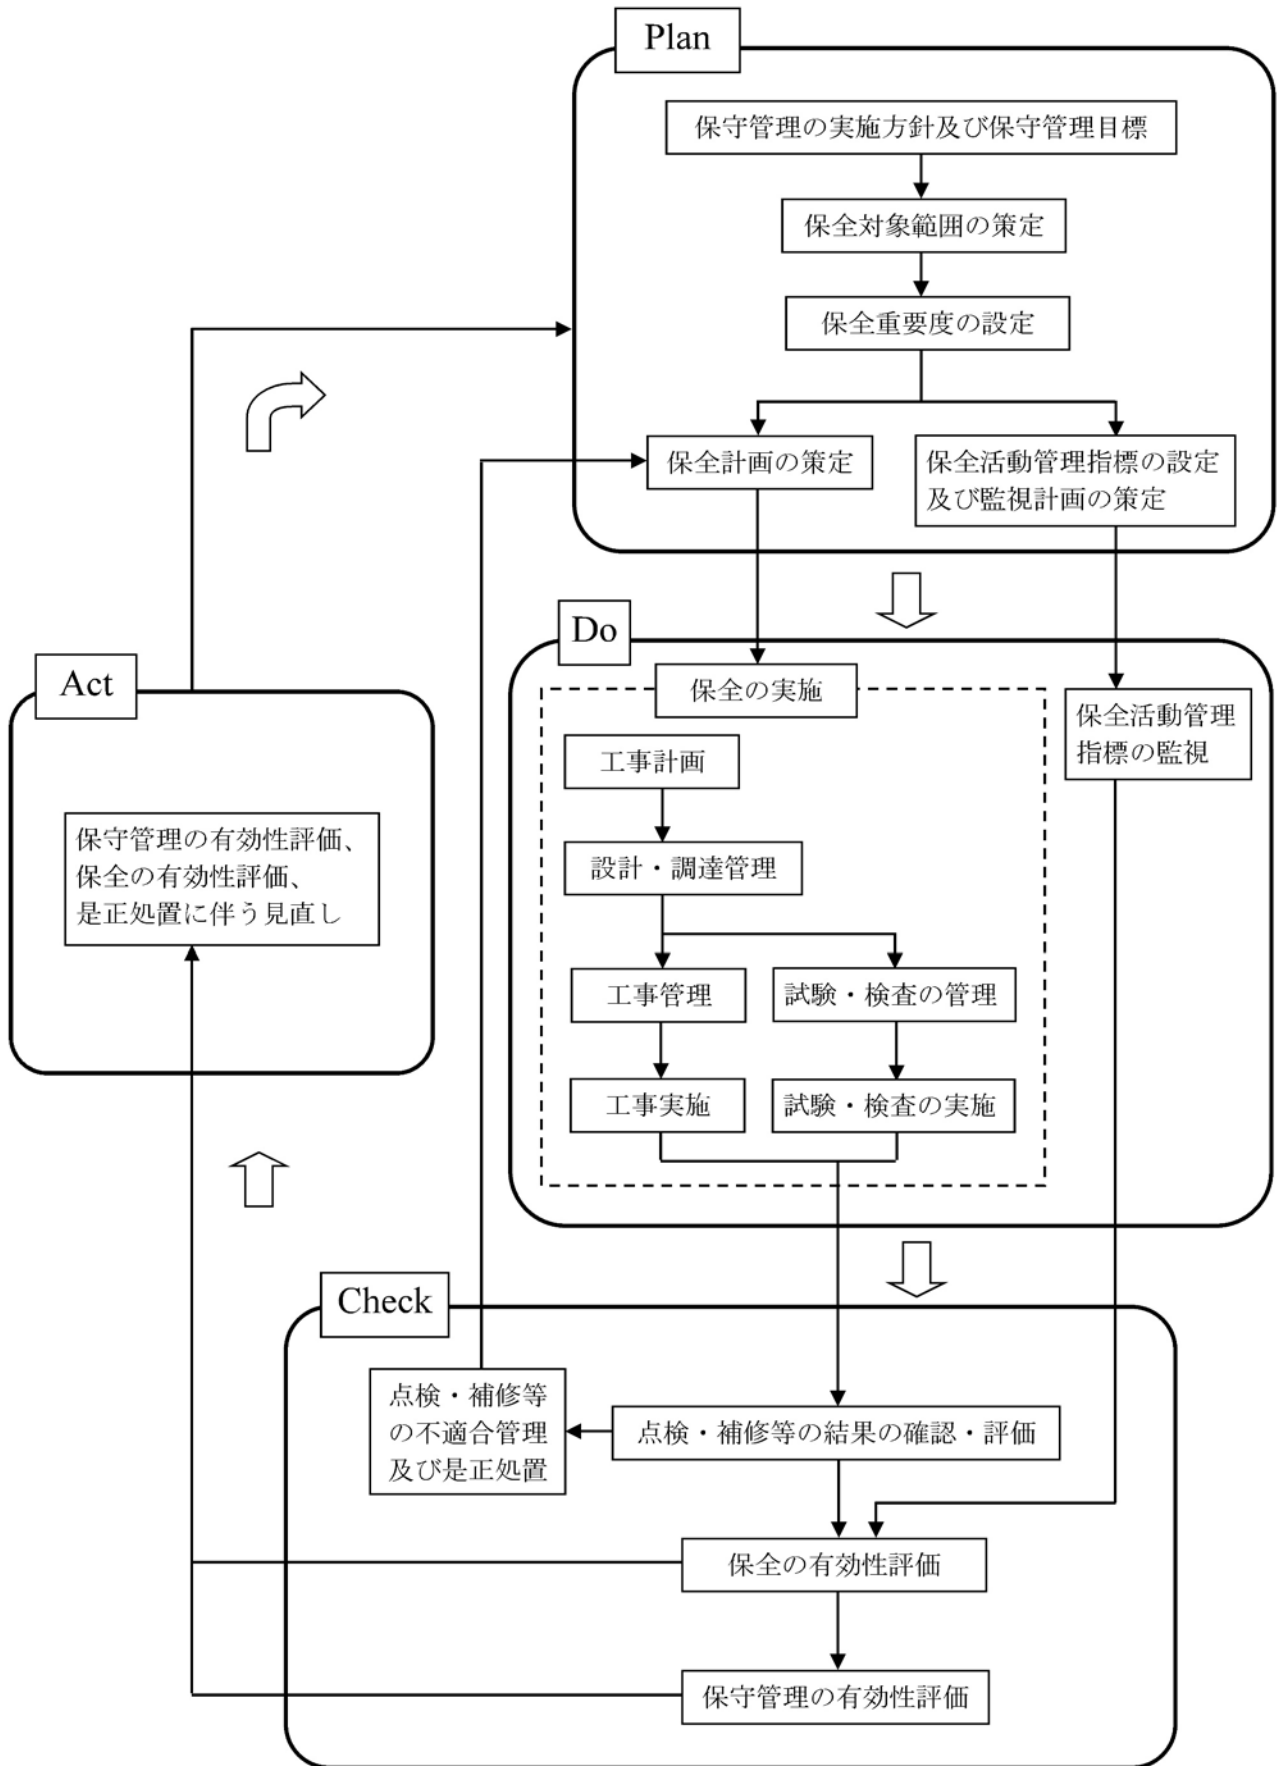 Plan
保守管理の実施方針及び保守管理目標
保全対象範囲の策定
保全重要度の設定
保全計画の策定
保全活動管理指標の設定
及び監視計画の策定
Do
保全の実施
保全活動管理
指標の監視
工事計画
設計・調達管理
工事管理
試験・検査の管理
工事実施
試験・検査の実施
Act
保守管理の有効性評価、
保全の有効性評価、
是正処置に伴う見直し
Check
点検・補修等
の不適合管理
及び是正処置
点検・補修等の結果の確認・評価
保全の有効性評価
保守管理の有効性評価